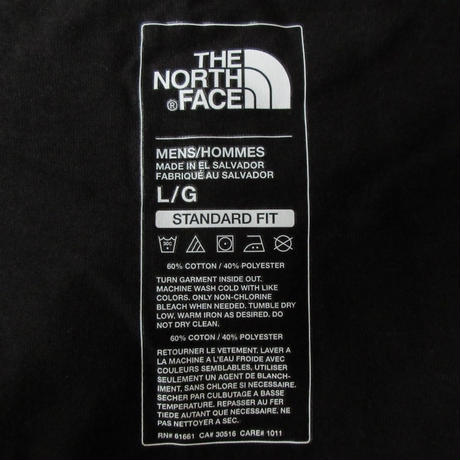 THE
NORTH
® FACE
MENS/HOMMES
MADE IN EL SALVADOR
FABRIQUÉ AU SALVADOR
L/G
STANDARD FIT
30C
60% COTTON / 40% POLYESTER
TURN GARMENT INSIDE OUT.
MACHINE WASH COLD WITH LIKE
COLORS. ONLY NON-CHLORINE
BLEACH WHEN NEEDED. TUMBLE DRY
LOW. WARM IRON AS DESIRED. DO
NOT DRY CLEAN.
60% COTTON / 40% POLYESTER
RETOURNER LE VETEMENT. LAVER A
LA MACHINE A L'EAU FROIDE AVEC
COULEURS SEMBLABLES, UTILISER
SEULEMENT UN AGENT DE BLANCH-
IMENT, SANS CHLORE SI NECESSAIRE.
SECHER PAR CULBUTAGE A BASSE
TEMPERATURE. REPASSER AU FER
TIEDE AUTANT QUE NECESSAIRE. NE
PAS NETTOYER A SEC.
RN# 61661 CA# 30516 CARE# 1011